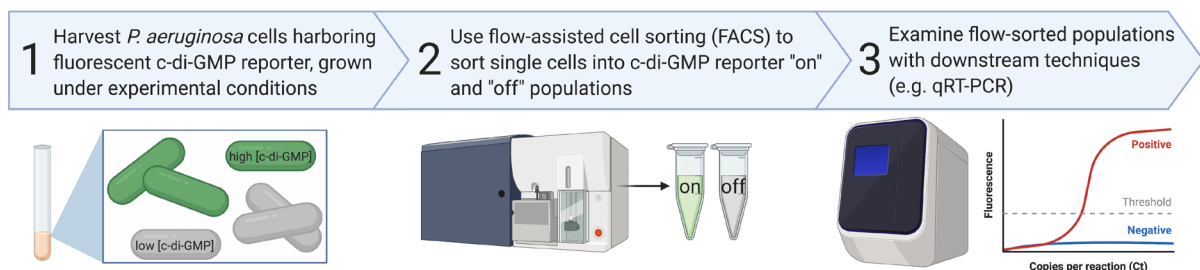 1
Harvest P. aeruginosa cells harboring
fluorescent c-di-GMP reporter, grown
under experimental conditions
2
Use flow-assisted cell sorting (FACS) to
sort single cells into c-di-GMP reporter "on"
and "off" populations
3
Examine flow-sorted populations
with downstream techniques
(e.g. qRT-PCR)
high [c-di-GMP]
low [c-di-GMP]
on
off
Fluorescence
Positive
Threshold
Negative
Copies per reaction (Ct)